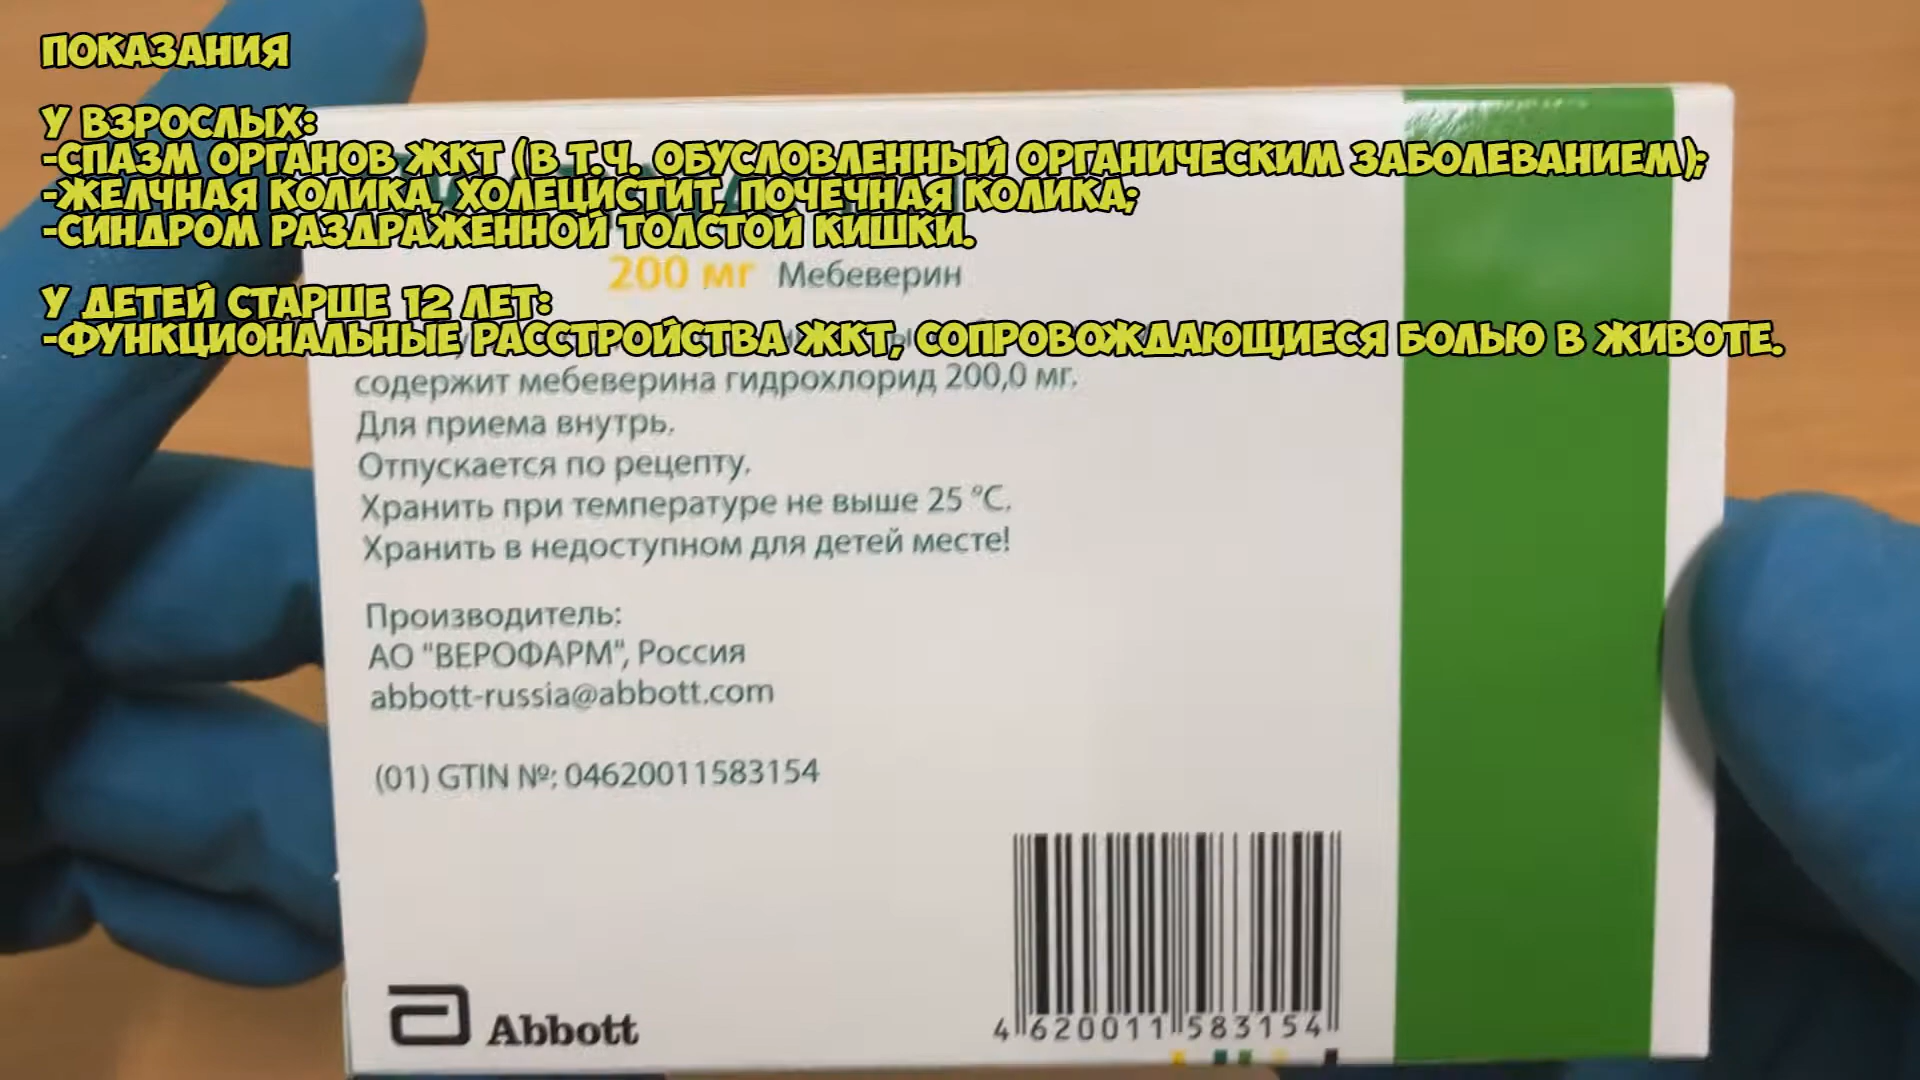 ПОКАЗАНИЯ
У ВЗРОСЛЫХ:
-СПАЗМ ОРГАНОВ ЖКТ (В Т.Ч. ОБУСЛОВЛЕННЫЙ ОРГАНИЧЕСКИМ ЗАБОЛЕВАНИЕМ);
-ЖЕЛЧНАЯ КОЛИКА, ХОЛЕЦИСТИТ, ПОЧЕЧНАЯ КОЛИКА;
-СИНДРОМ РАЗДРАЖЕННОЙ ТОЛСТОЙ КИШКИ.
200 мг Мебеверин
У ДЕТЕЙ СТАРШЕ 12 ЛЕТ:
-ФУНКЦИОНАЛЬНЫЕ РАССТРОЙСТВА ЖКТ, СОПРОВОЖДАЮЩИЕСЯ БОЛЬЮ В ЖИВОТЕ.
содержит мебеверина гидрохлорид 200,0 мг.
Для приема внутрь.
Отпускается по рецепту.
Хранить при температуре не выше 25 °C.
Хранить в недоступном для детей месте!
Производитель:
АО "ВЕРОФАРМ", Россия
abbott-russia@abbott.com
(01) GTIN №: 04620011583154
4 620011 583154
Abbott